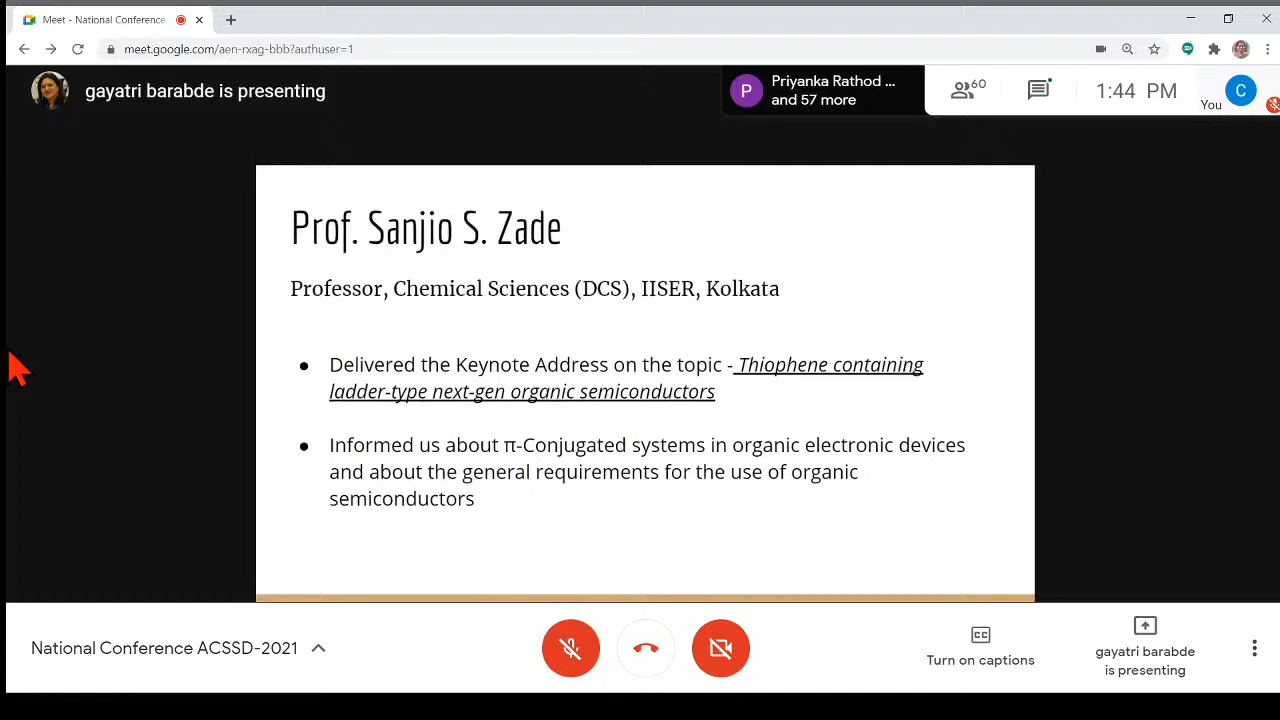 Meet - National Conference
meet.google.com/aen-rxag-bbb?authuser=1
gayatri barabde is presenting
P
Priyanka Rathod ...
and 57 more
60
1:44 PM
You
C
Prof. Sanjio S. Zade
Professor, Chemical Sciences (DCS), IISER, Kolkata
● Delivered the Keynote Address on the topic - Thiophene containing
ladder-type next-gen organic semiconductors
● Informed us about π-Conjugated systems in organic electronic devices
and about the general requirements for the use of organic
semiconductors
National Conference ACSSD-2021
CC
Turn on captions
gayatri barabde
is presenting